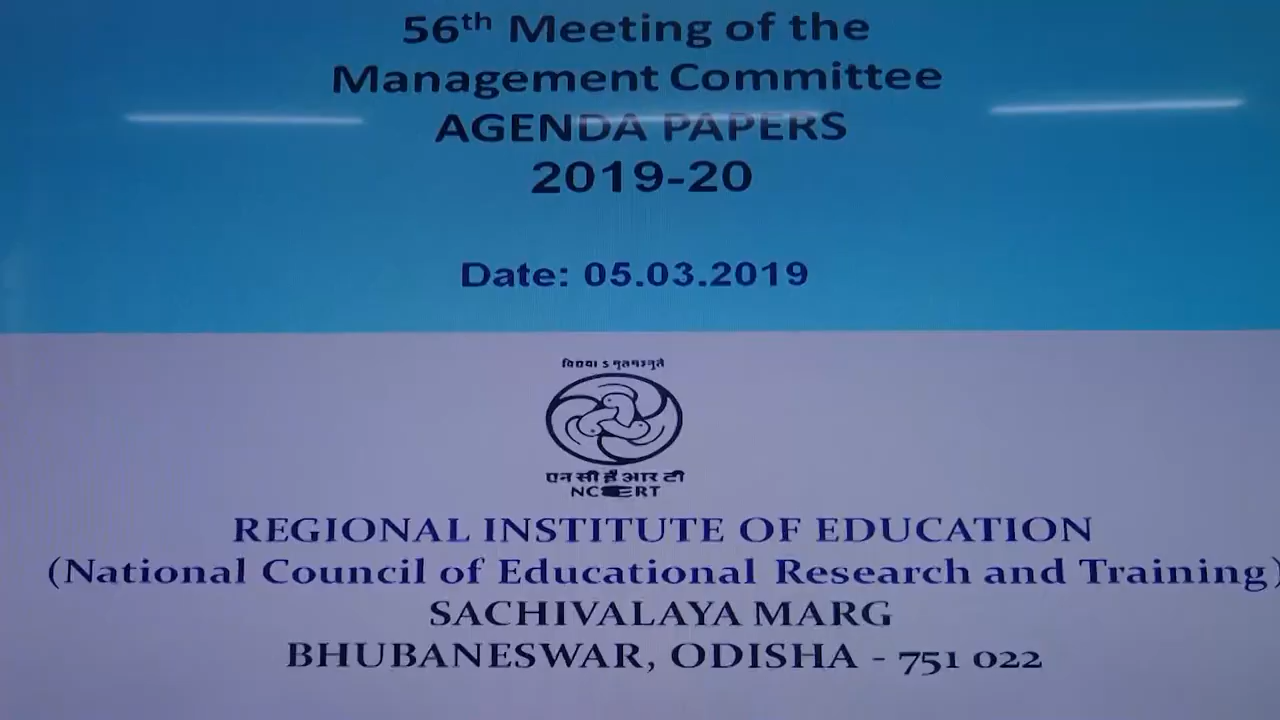 56th Meeting of the
Management Committee
AGENDA PAPERS
2019-20
Date: 05.03.2019
विद्यया ऽ मृतमश्नुते
एन सी ई आर टी
NCERT
REGIONAL INSTITUTE OF EDUCATION
(National Council of Educational Research and Training)
SACHIVALAYA MARG
BHUBANESWAR, ODISHA - 751 022